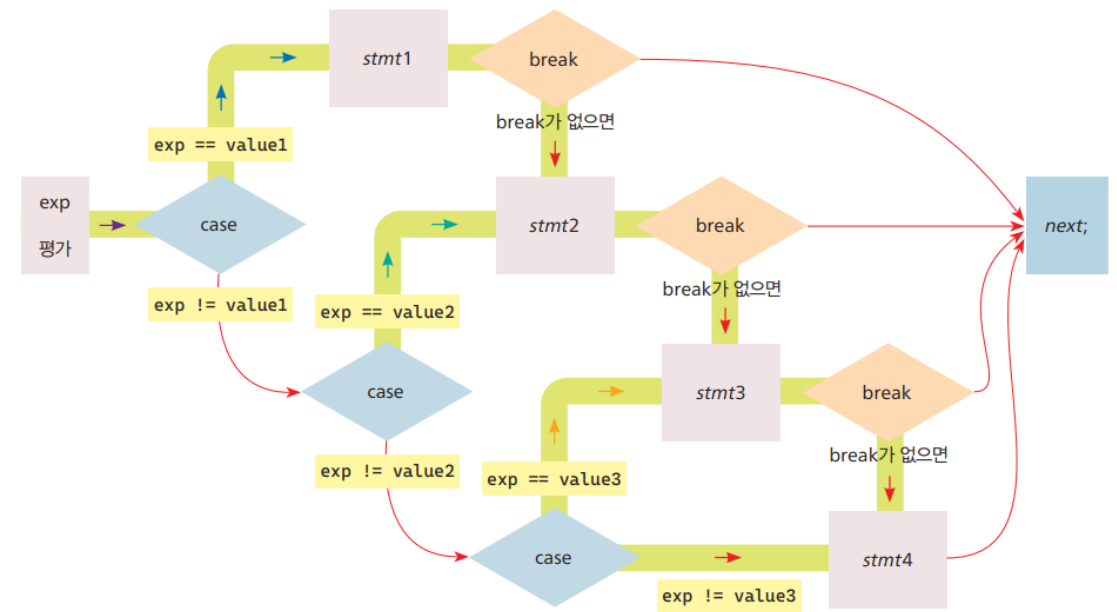 stmt1
break
break가 없으면
exp == value1
exp
평가
case
stmt2
break
next;
exp != value1
exp == value2
break가 없으면
case
stmt3
break
exp != value2
exp == value3
break가 없으면
case
stmt4
exp != value3